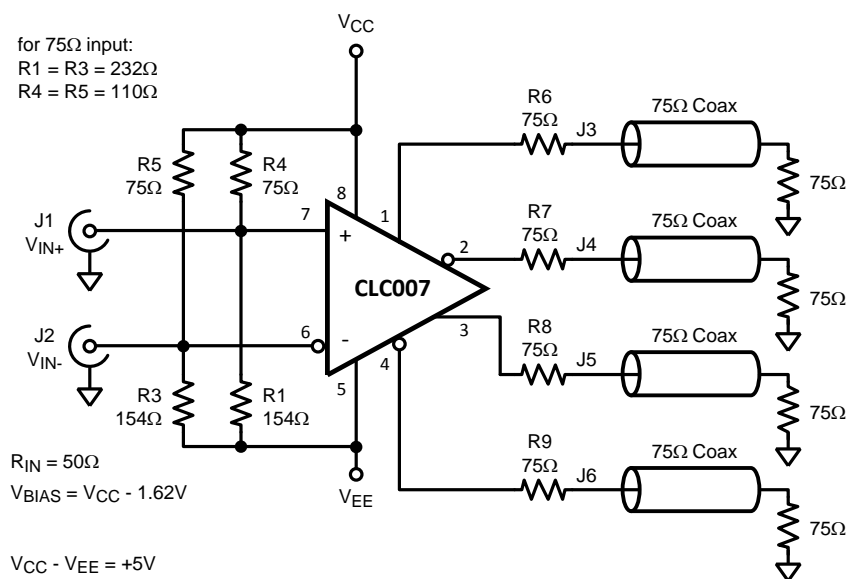 for 75Ω input:
R1 = R3 = 232Ω
R4 = R5 = 110Ω
VCC
R5
75Ω
R4
75Ω
8
1
7
+
J1
VIN+
J2
VIN-
6
-
5
CLC007
2
3
4
R3
154Ω
R1
154Ω
VEE
R6
75Ω
J3
75Ω Coax
75Ω
R7
75Ω
J4
75Ω Coax
75Ω
R8
75Ω
J5
75Ω Coax
75Ω
R9
75Ω
J6
75Ω Coax
75Ω
RIN = 50Ω
VBIAS = VCC - 1.62V
VCC - VEE = +5V